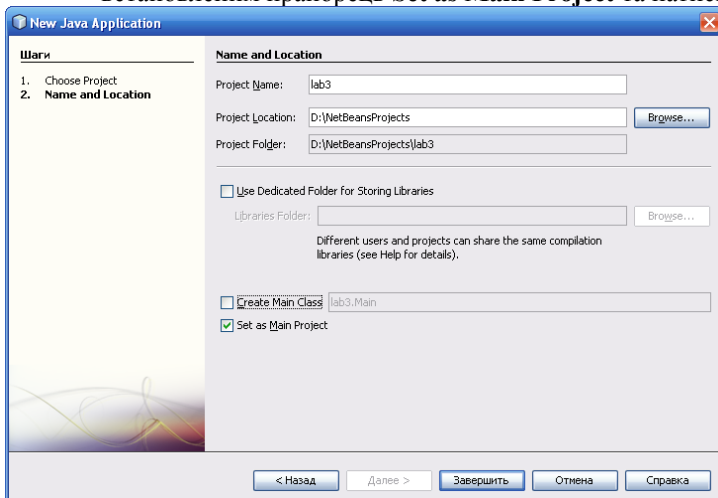 New Java Application
Шаги
1. Choose Project
2. Name and Location
Name and Location
Project Name: lab3
Project Location: D:\NetBeansProjects Browse...
Project Folder: D:\NetBeansProjects\lab3
Use Dedicated Folder for Storing Libraries
Libraries Folder: Browse...
Different users and projects can share the same compilation
libraries (see Help for details).
Create Main Class lab3.Main
Set as Main Project
< Назад Далее > Завершить Отмена Справка